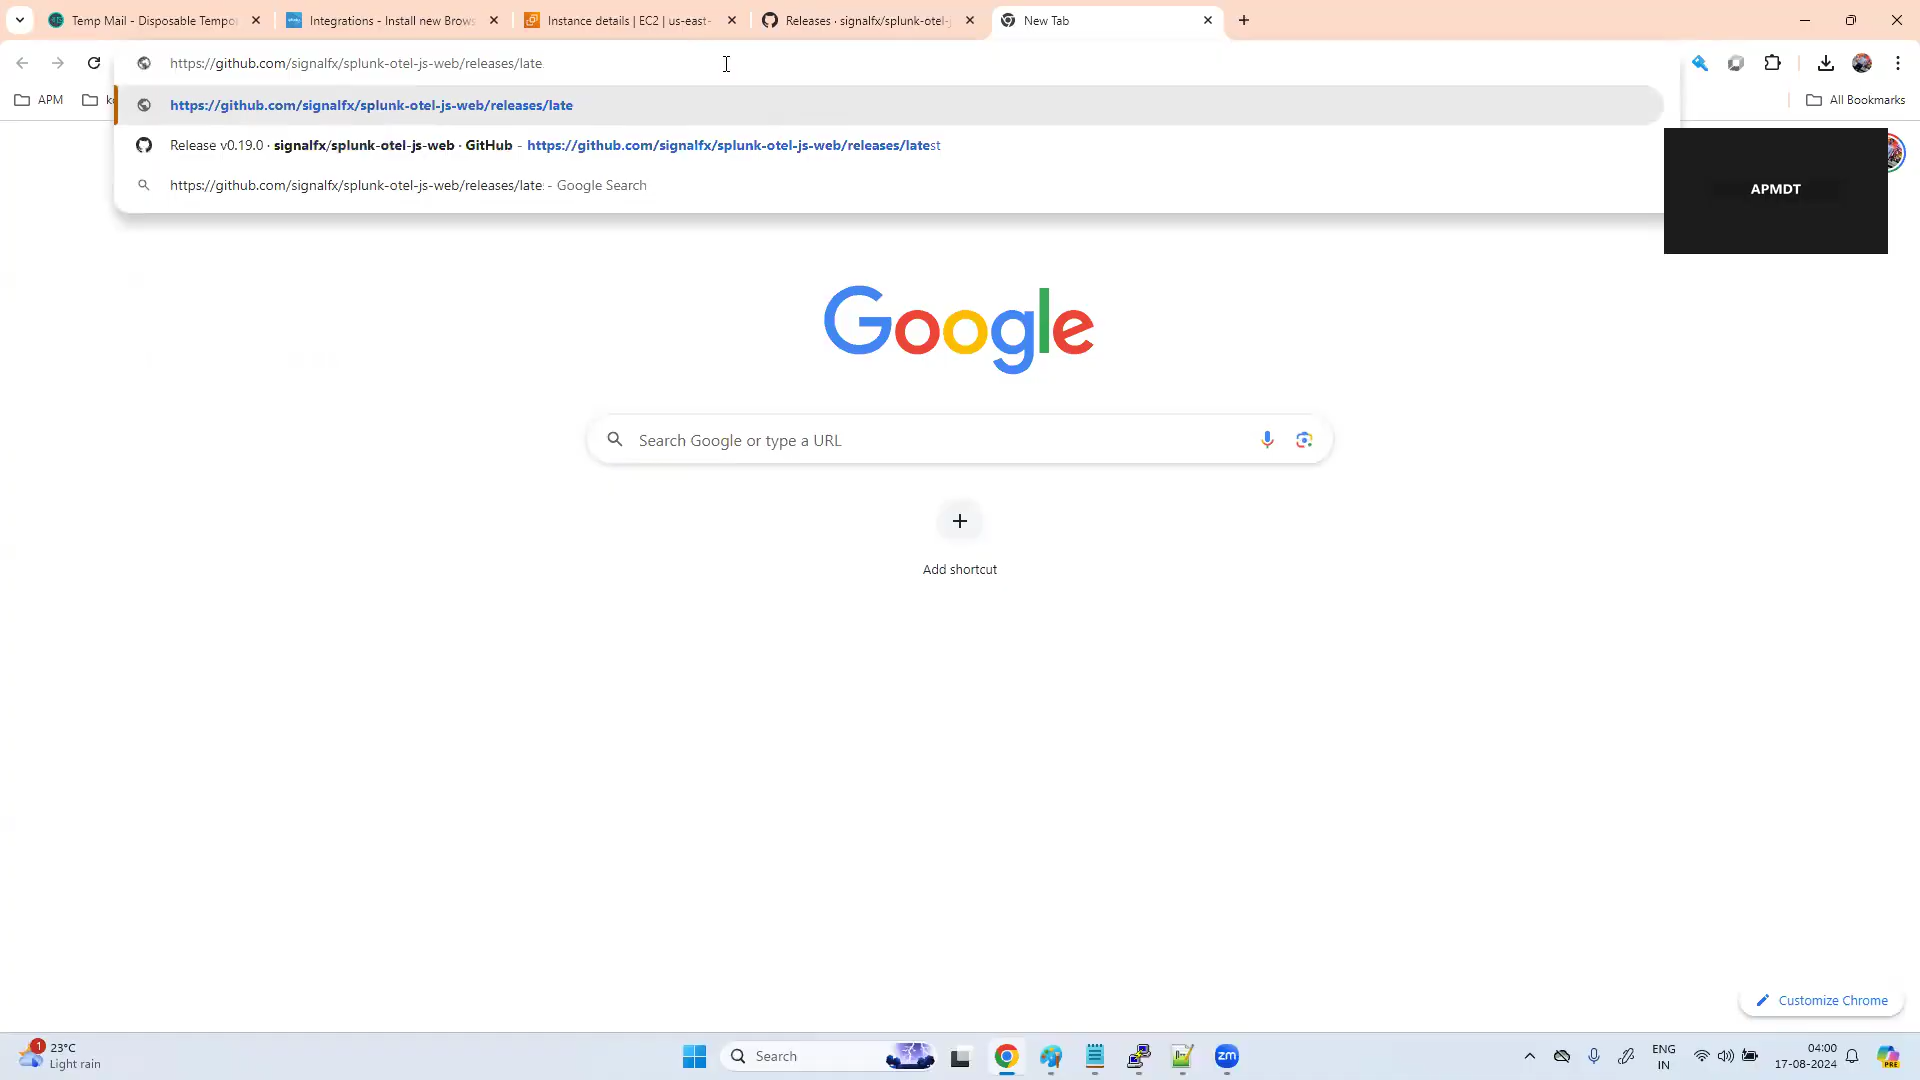 Temp Mail - Disposable Tempo
Integrations - Install new Brows
Instance details | EC2 | us-east-
Releases · signalfx/splunk-otel-j
New Tab
https://github.com/signalfx/splunk-otel-js-web/releases/late
APM
k
All Bookmarks
https://github.com/signalfx/splunk-otel-js-web/releases/late
Release v0.19.0 · signalfx/splunk-otel-js-web · GitHub - https://github.com/signalfx/splunk-otel-js-web/releases/latest
https://github.com/signalfx/splunk-otel-js-web/releases/late - Google Search
APMDT
Google
Search Google or type a URL
Add shortcut
Customize Chrome
1
23°C
Light rain
Search
zm
ENG
IN
04:00
17-08-2024
PRE